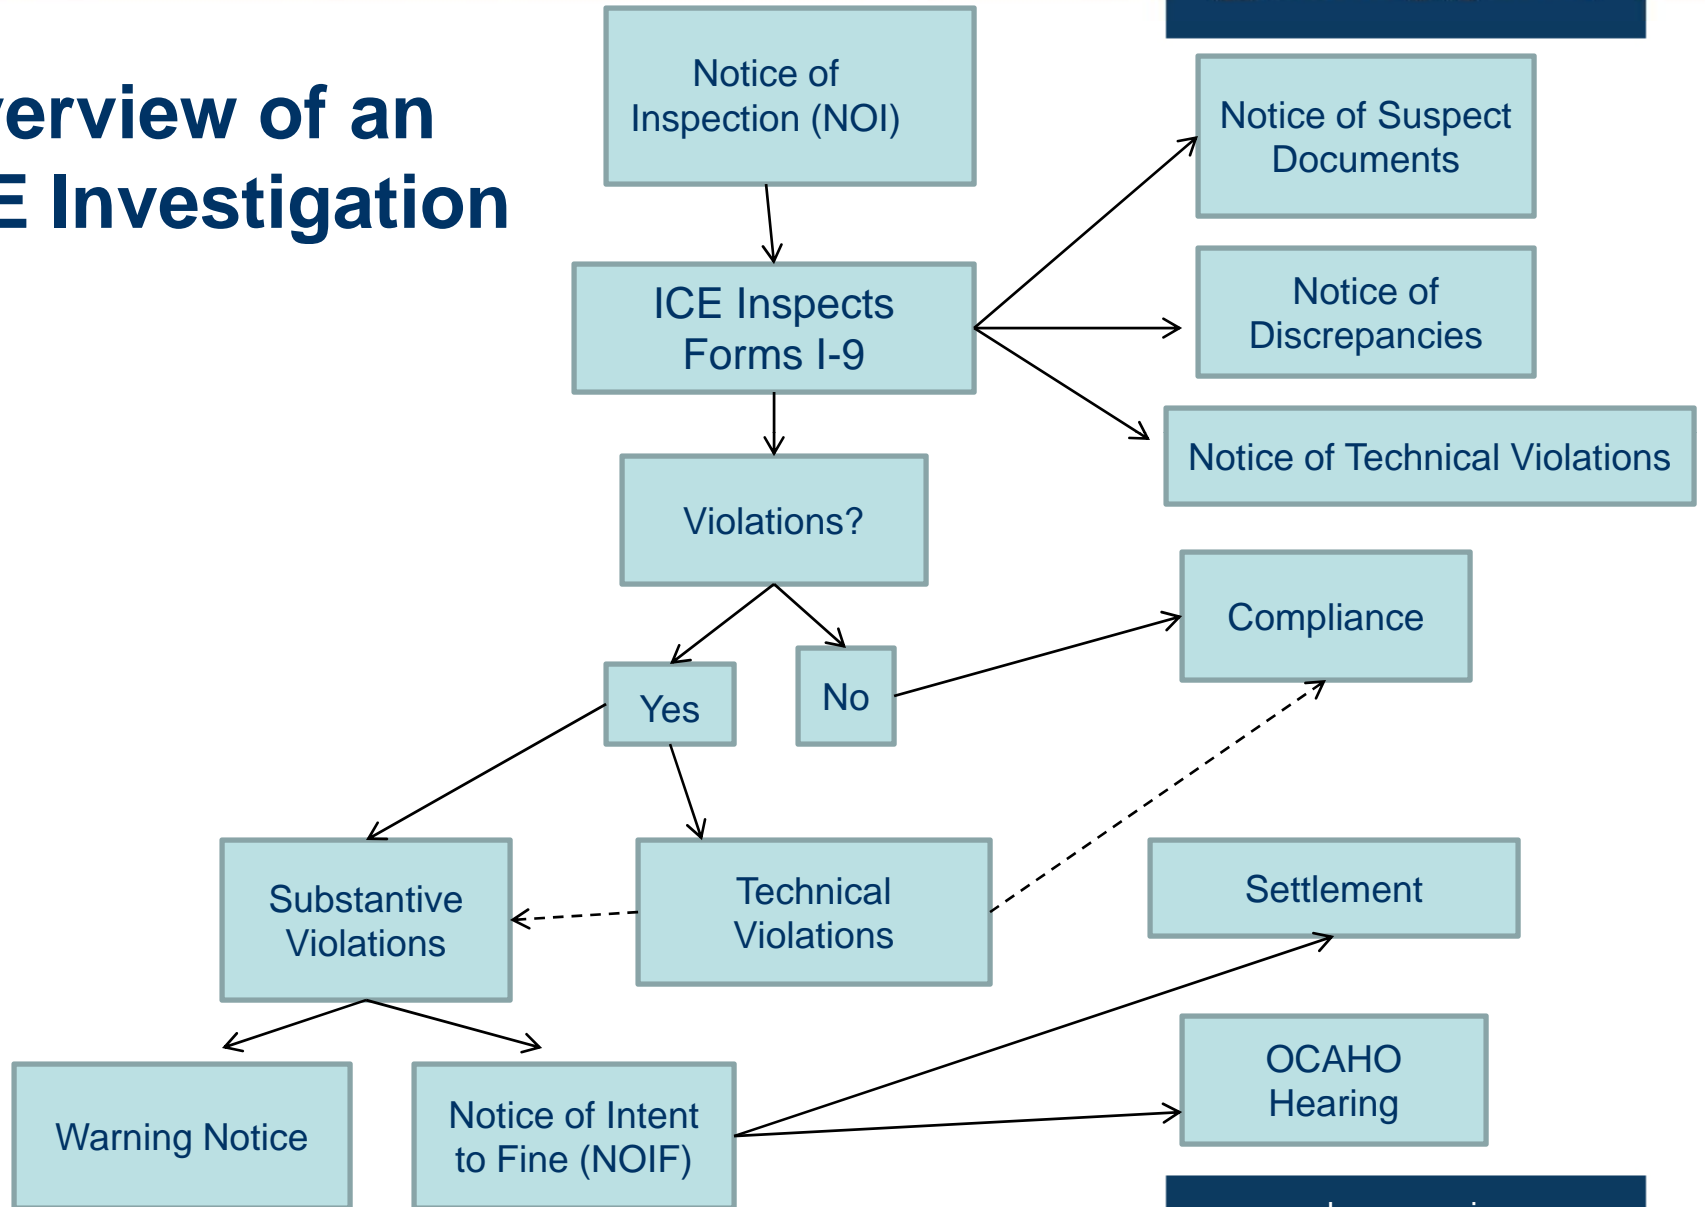 verview of an
E Investigation
Notice of
Inspection (NOI)
Notice of Suspect
Documents
ICE Inspects
Forms I-9
Notice of
Discrepancies
Notice of Technical Violations
Violations?
Compliance
Yes
No
Substantive
Violations
Technical
Violations
Settlement
Warning Notice
Notice of Intent
to Fine (NOIF)
OCAHO
Hearing